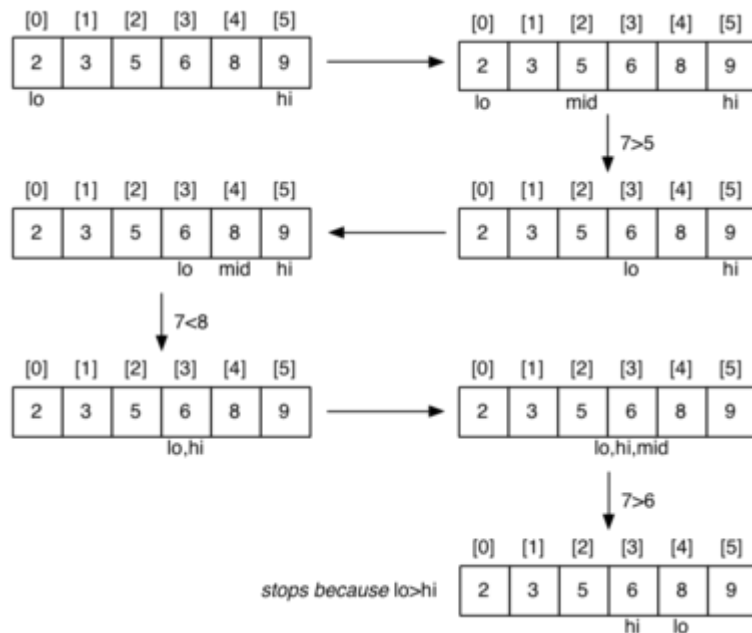 [0] [1] [2] [3] [4] [5]
2 3 5 6 8 9
lo hi
[0] [1] [2] [3] [4] [5]
2 3 5 6 8 9
lo mid hi
7>5
[0] [1] [2] [3] [4] [5]
2 3 5 6 8 9
lo hi
[0] [1] [2] [3] [4] [5]
2 3 5 6 8 9
lo mid hi
7<8
[0] [1] [2] [3] [4] [5]
2 3 5 6 8 9
lo,hi
[0] [1] [2] [3] [4] [5]
2 3 5 6 8 9
lo,hi,mid
7>6
[0] [1] [2] [3] [4] [5]
stops because lo>hi
2 3 5 6 8 9
hi lo